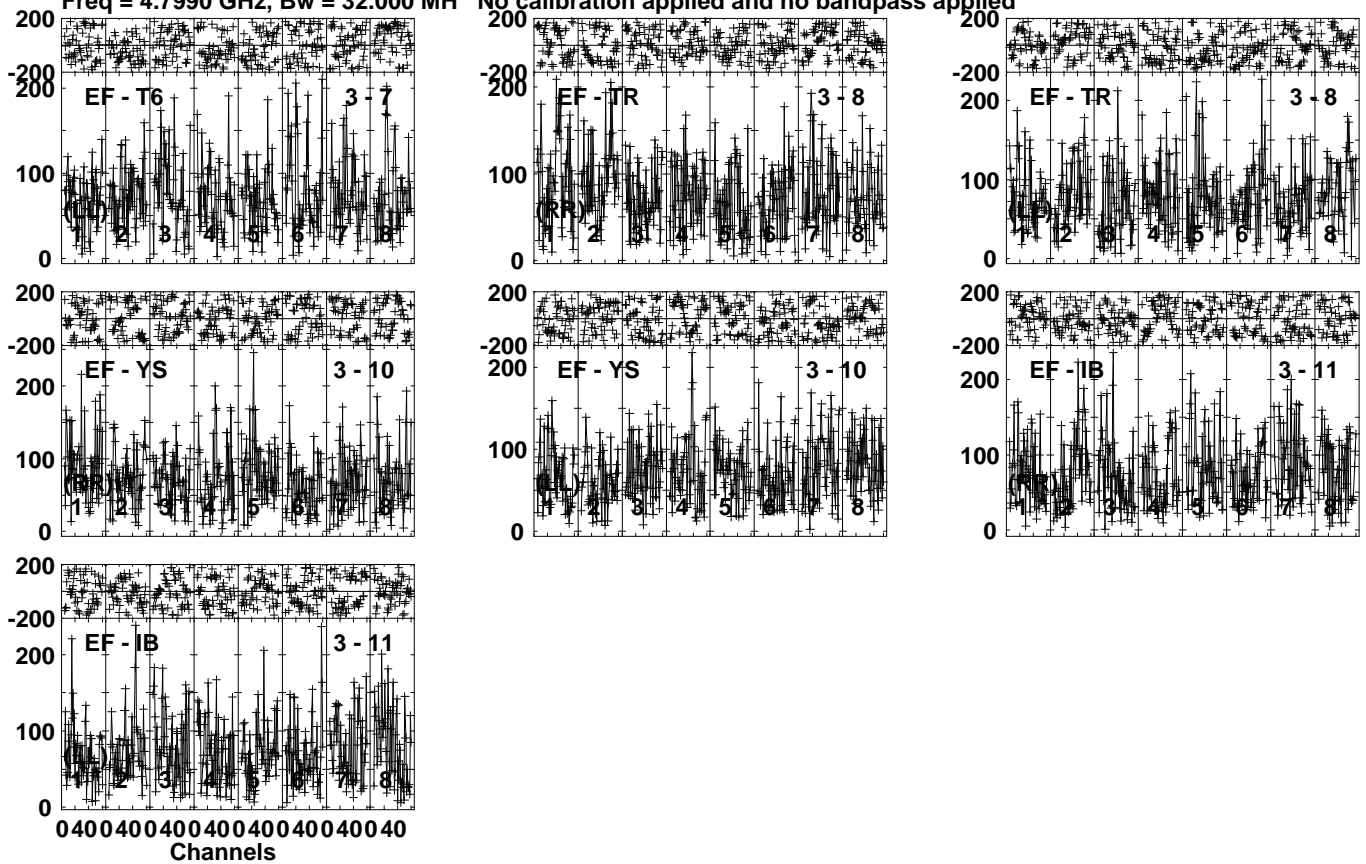 Freq = 4.7990 GHz, Bw = 32.000 MH No calibration applied and no bandpass applied
200
-200
200
100
0
EF - T6 3 - 7
(LL)
1 2 3 4 5 6 7 8
200
-200
200
100
0
EF - TR 3 - 8
(RR)
1 2 3 4 5 6 7 8
200
-200
200
100
0
EF - TR 3 - 8
(LL)
1 2 3 4 5 6 7 8
200
-200
200
100
0
EF - YS 3 - 10
(RR)
1 2 3 4 5 6 7 8
200
-200
200
100
0
EF - YS 3 - 10
(LL)
1 2 3 4 5 6 7 8
200
-200
200
100
0
EF - IB 3 - 11
(RR)
1 2 3 4 5 6 7 8
200
-200
200
100
0
EF - IB 3 - 11
(LL)
1 2 3 4 5 6 7 8
0 40 0 40 0 40 0 40 0 40 0 40 0 40 0 40
Channels